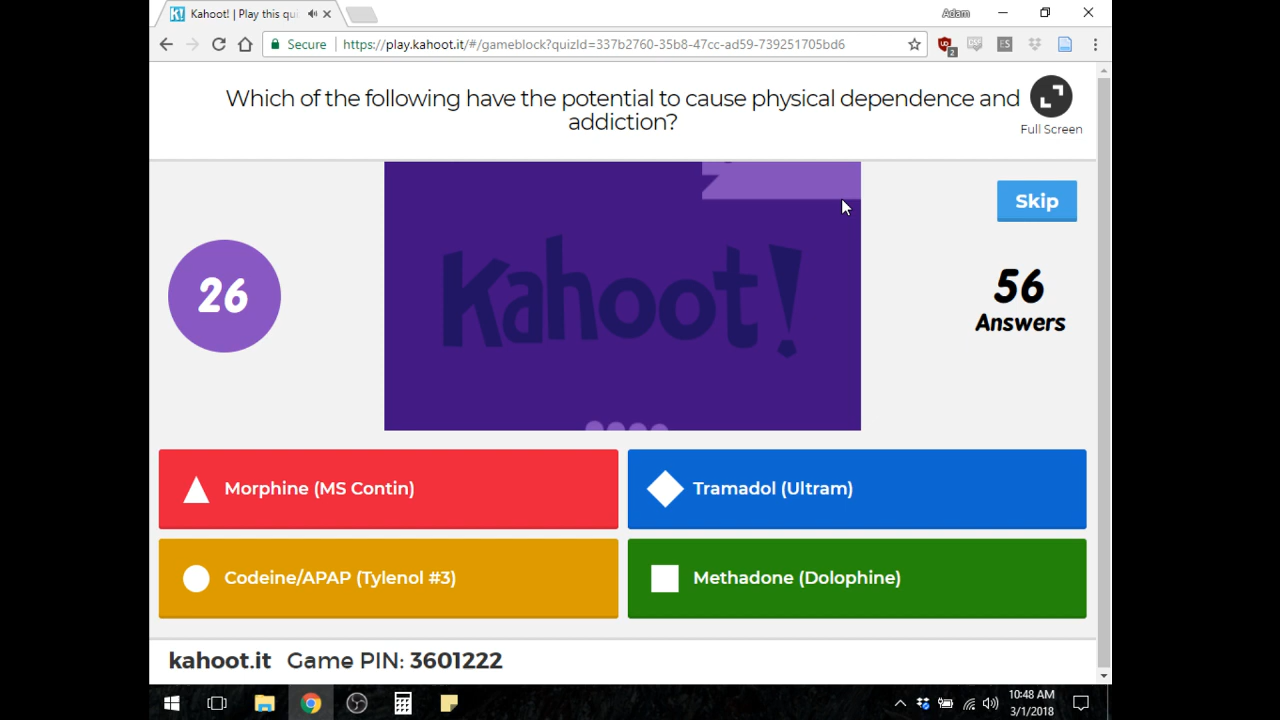 Kahoot! | Play this qui
Adam
Secure
https://play.kahoot.it/#/gameblock?quizId=337b2760-35b8-47cc-ad59-739251705bd6
2
ES
Which of the following have the potential to cause physical dependence and
addiction?
Full Screen
Skip
26
Kahoot!
56
Answers
Morphine (MS Contin)
Tramadol (Ultram)
Codeine/APAP (Tylenol #3)
Methadone (Dolophine)
kahoot.it Game PIN: 3601222
10:48 AM
3/1/2018